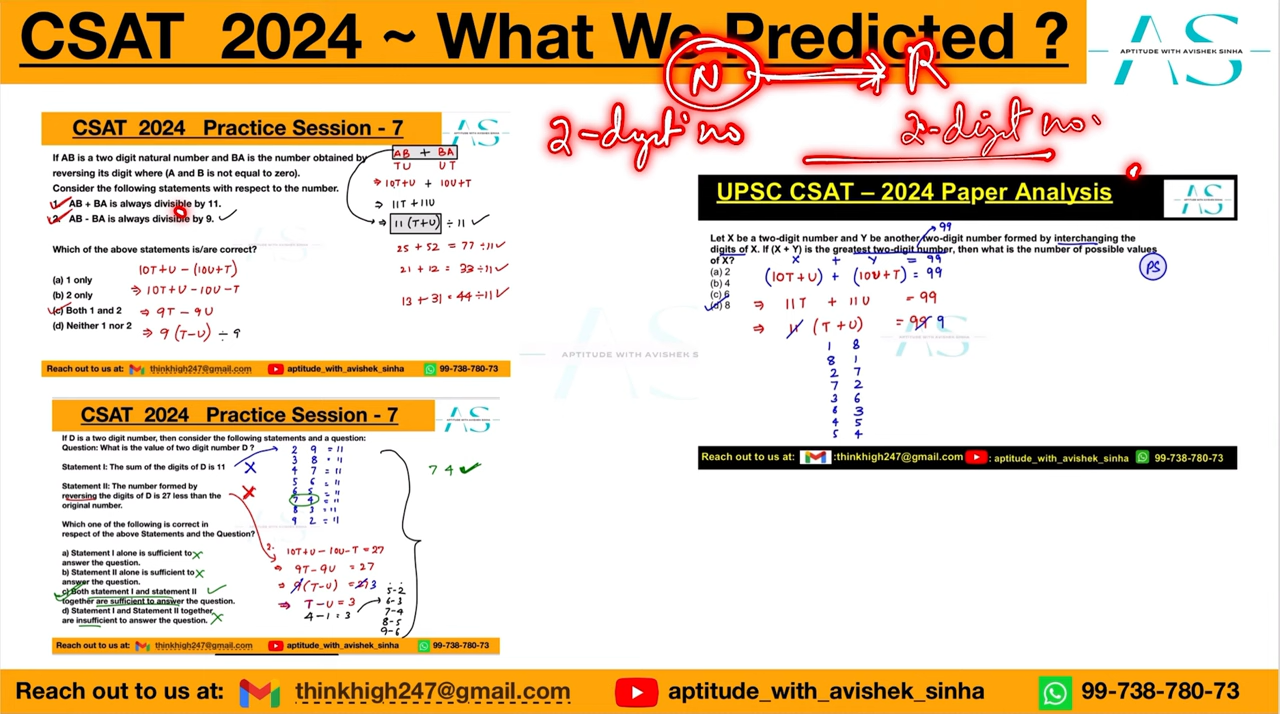 CSAT 2024 ~ What We Predicted ?
AS
APTITUDE WITH AVISHEK SINHA
N → R
2-digit no
2-digit no.
CSAT 2024 Practice Session - 7
If AB is a two digit natural number and BA is the number obtained by
reversing its digit where (A and B is not equal to zero).
Consider the following statements with respect to the number.
1. AB + BA is always divisible by 11.
2. AB - BA is always divisible by 9.
Which of the above statements is/are correct?
(a) 1 only
(b) 2 only
(c) Both 1 and 2
(d) Neither 1 nor 2
10T+U - (10U+T)
⇒ 10T+U - 10U - T
⇒ 9T - 9U
⇒ 9 (T-U) ÷ 9
AB + BA
TU UT
⇒ 10T+U + 10U+T
⇒ 11T + 11U
⇒ 11 (T+U) ÷ 11
25 + 52 = 77 ÷ 11
21 + 12 = 33 ÷ 11
13 + 31 = 44 ÷ 11
Reach out to us at: thinkhigh247@gmail.com aptitude_with_avishek_sinha 99-738-780-73
APTITUDE WITH AVISHEK S
UPSC CSAT – 2024 Paper Analysis
99
Let X be a two-digit number and Y be another two-digit number formed by interchanging the
digits of X. If (X + Y) is the greatest two-digit number, then what is the number of possible values
of X?
PS
(a) 2
(b) 4
(c) 6
(d) 8
X + Y = 99
(10T+U) + (10U+T) = 99
⇒ 11T + 11U = 99
⇒ 11 (T+U) = 99 9
1 8
8 1
2 7
7 2
3 6
6 3
4 5
5 4
APTITUDE WITH AVISHEK SINHA
Reach out to us at: :thinkhigh247@gmail.com : aptitude_with_avishek_sinha 99-738-780-73
CSAT 2024 Practice Session - 7
AS
If D is a two digit number, then consider the following statements and a question:
Question: What is the value of two digit number D ?
Statement I: The sum of the digits of D is 11
Statement II: The number formed by
reversing the digits of D is 27 less than the
original number.
Which one of the following is correct in
respect of the above Statements and the Question?
a) Statement I alone is sufficient to
answer the question.
b) Statement II alone is sufficient to
answer the question.
c) Both statement I and statement II
together are sufficient to answer the question.
d) Statement I and Statement II together
are insufficient to answer the question.
2 9 = 11
3 8 = 11
4 7 = 11
5 6 = 11
6 5 = 11
7 4 = 11
8 3 = 11
9 2 = 11
7 4
2.
10T+U - 10U-T = 27
⇒ 9T - 9U = 27
⇒ 9(T-U) = 27 3
⇒ T - U = 3
4 - 1 = 3
5-2
6-3
7-4
8-5
9-6
Reach out to us at: thinkhigh247@gmail.com aptitude_with_avishek_sinha 99-738-780-73
Reach out to us at: thinkhigh247@gmail.com aptitude_with_avishek_sinha 99-738-780-73